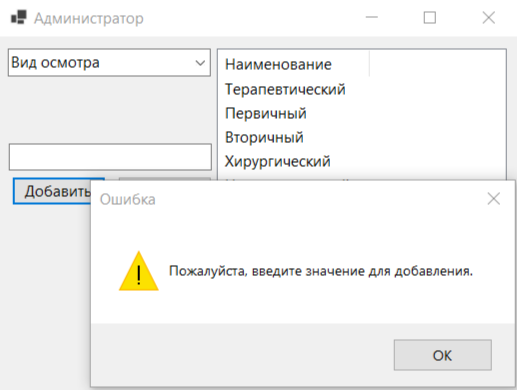 Администратор
Вид осмотра
Наименование
Терапевтический
Первичный
Вторичный
Хирургический
Добавить
Ошибка
Пожалуйста, введите значение для добавления.
OK